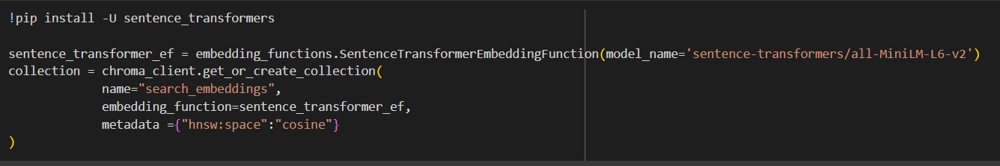 !pip install -U sentence_transformers
sentence_transformer_ef = embedding_functions.SentenceTransformerEmbeddingFunction(model_name='sentence-transformers/all-MiniLM-L6-v2')
collection = chroma_client.get_or_create_collection(
name="search_embeddings",
embedding_function=sentence_transformer_ef,
metadata ={"hnsw:space":"cosine"}
)